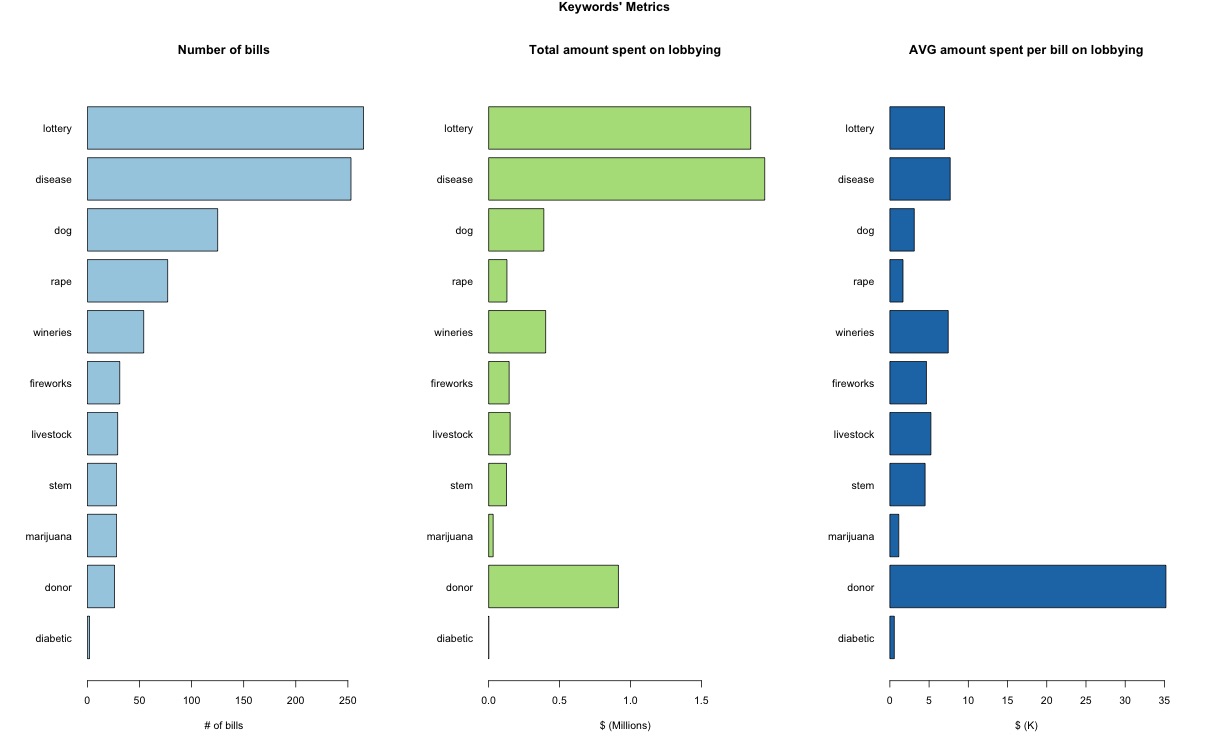 Keywords' Metrics
Number of bills
lottery
disease
dog
rape
wineries
fireworks
livestock
stem
marijuana
donor
diabetic
0 50 100 150 200 250
# of bills
Total amount spent on lobbying
lottery
disease
dog
rape
wineries
fireworks
livestock
stem
marijuana
donor
diabetic
0.0 0.5 1.0 1.5
$ (Millions)
AVG amount spent per bill on lobbying
lottery
disease
dog
rape
wineries
fireworks
livestock
stem
marijuana
donor
diabetic
0 5 10 15 20 25 30 35
$ (K)